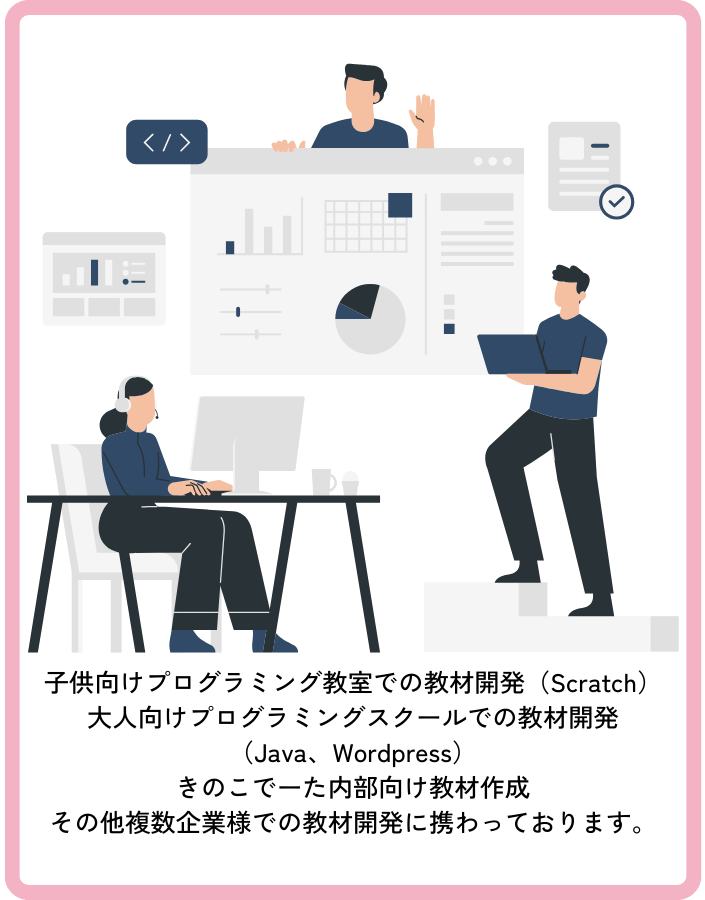 </>
子供向けプログラミング教室での教材開発（Scratch）
大人向けプログラミングスクールでの教材開発
（Java、Wordpress）
きのこでーた内部向け教材作成
その他複数企業様での教材開発に携わっております。